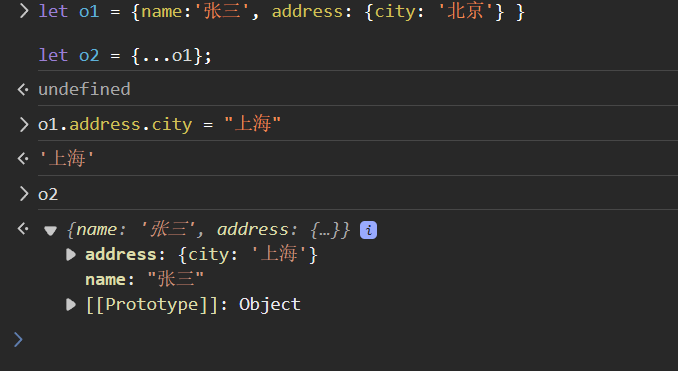 let o1 = {name:'张三', address: {city: '北京'} }
let o2 = {...o1};
undefined
o1.address.city = "上海"
'上海'
o2
{name: '张三', address: {…}} i
address: {city: '上海'}
name: "张三"
[[Prototype]]: Object